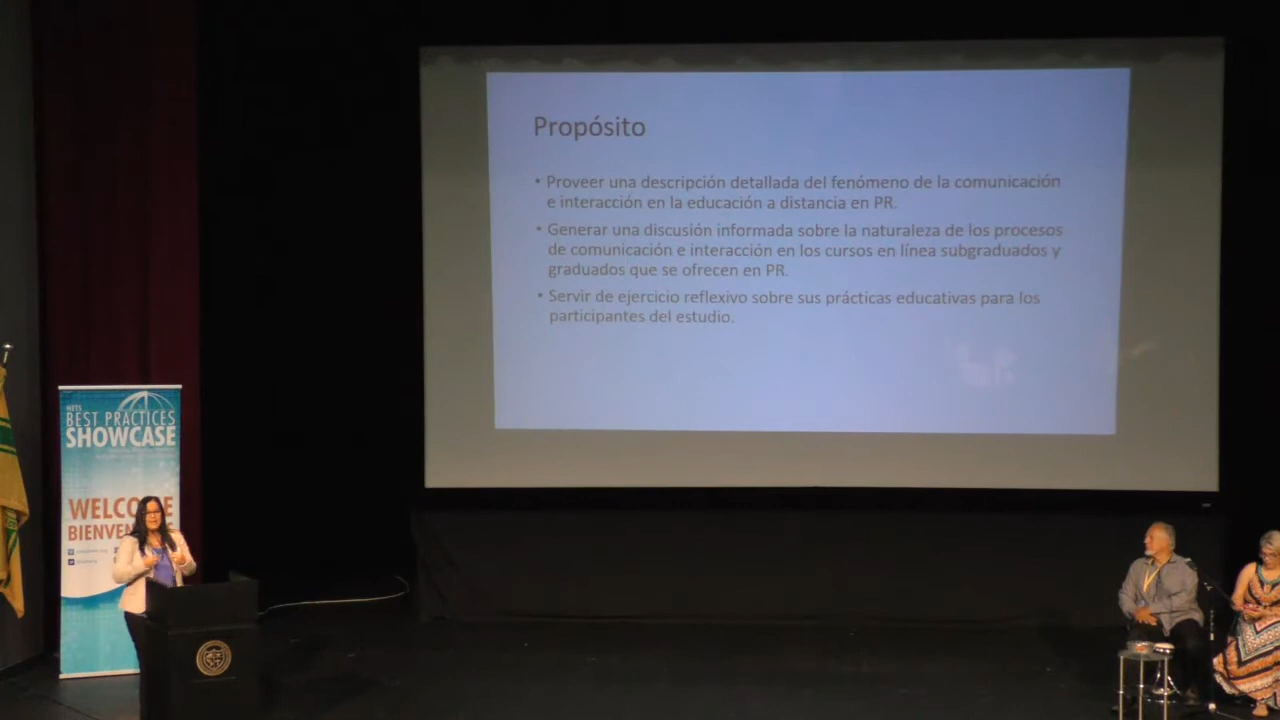 Propósito
• Proveer una descripción detallada del fenómeno de la comunicación
e interacción en la educación a distancia en PR.
• Generar una discusión informada sobre la naturaleza de los procesos
de comunicación e interacción en los cursos en línea subgraduados y
graduados que se ofrecen en PR.
• Servir de ejercicio reflexivo sobre sus prácticas educativas para los
participantes del estudio.
HETS
BEST PRACTICES
SHOWCASE